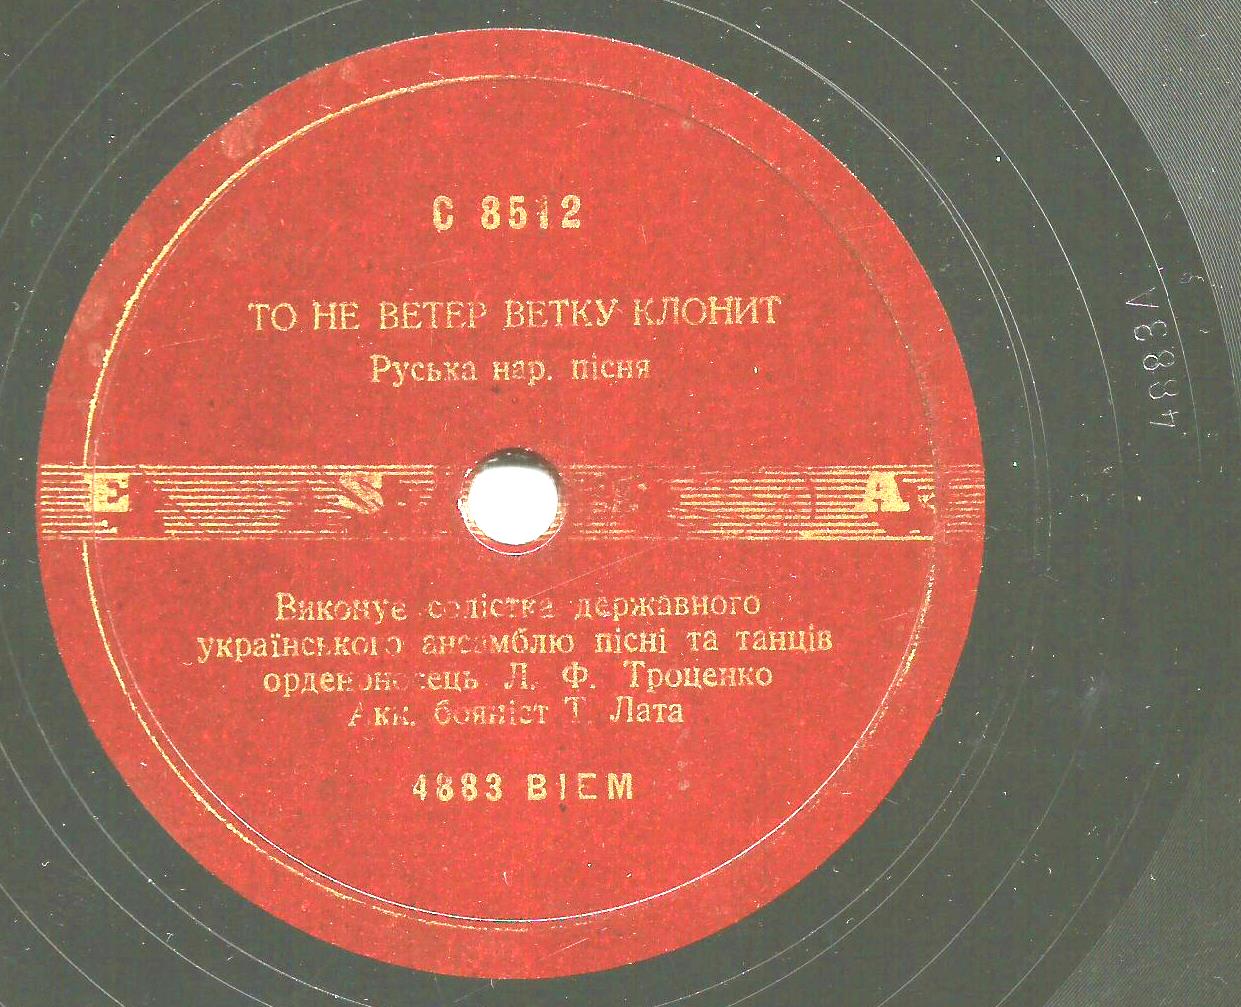 С 8512
ТО НЕ ВЕТЕР ВЕТКУ КЛОНИТ
Руська нар. пісня
Виконує солістка державного
українського ансамблю пісні та танців
орденоносець Л. Ф. Троценко
Акк. бояніст Т. Лата
4883 ВІЕМ
4883